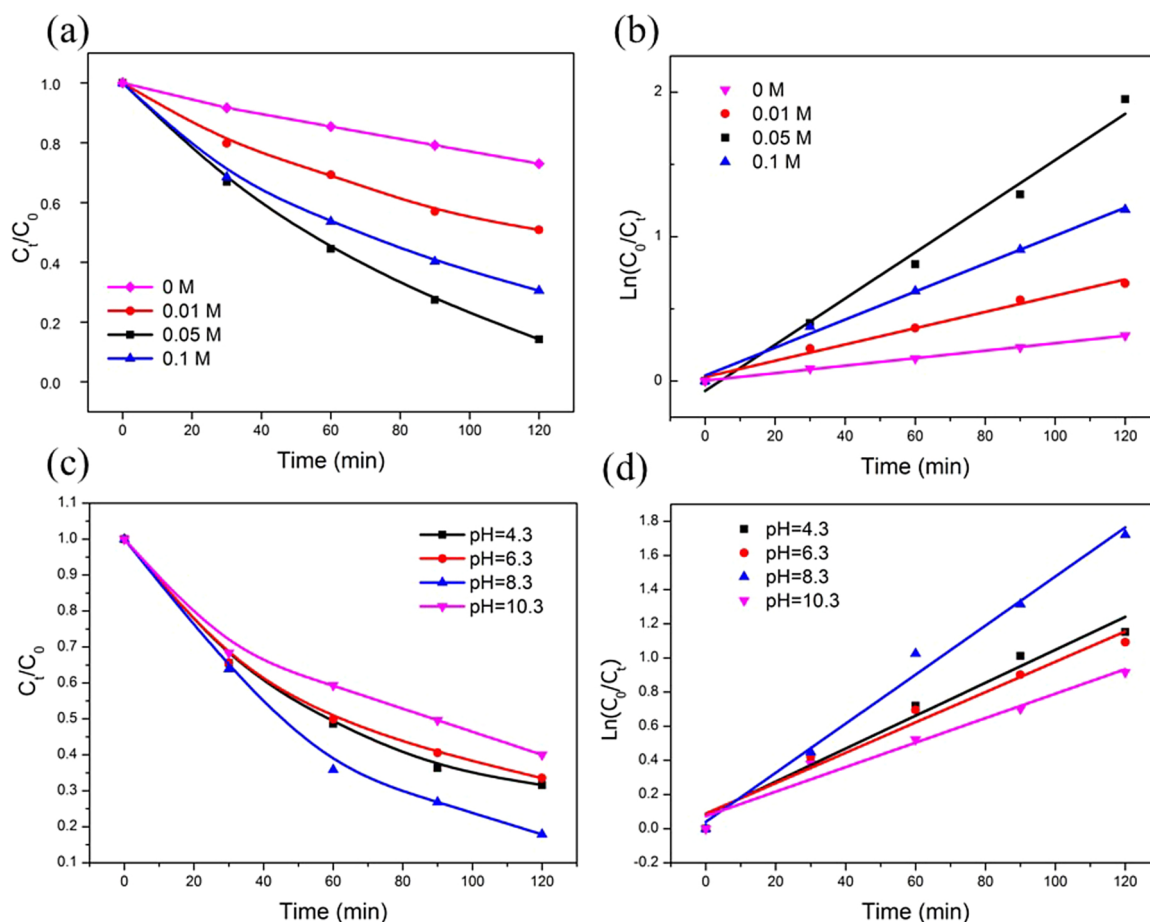 (a)
1.0
0.8
0.6
0.4
0.2
0.0
C_t/C_0
0 M
0.01 M
0.05 M
0.1 M
0 20 40 60 80 100 120
Time (min)
(b)
2
1
0
Ln(C_0/C_t)
0 M
0.01 M
0.05 M
0.1 M
0 20 40 60 80 100 120
Time (min)
(c)
1.1
1.0
0.9
0.8
0.7
0.6
0.5
0.4
0.3
0.2
0.1
C_t/C_0
pH=4.3
pH=6.3
pH=8.3
pH=10.3
0 20 40 60 80 100 120
Time (min)
(d)
1.8
1.6
1.4
1.2
1.0
0.8
0.6
0.4
0.2
0.0
-0.2
Ln(C_0/C_t)
pH=4.3
pH=6.3
pH=8.3
pH=10.3
0 20 40 60 80 100 120
Time (min)